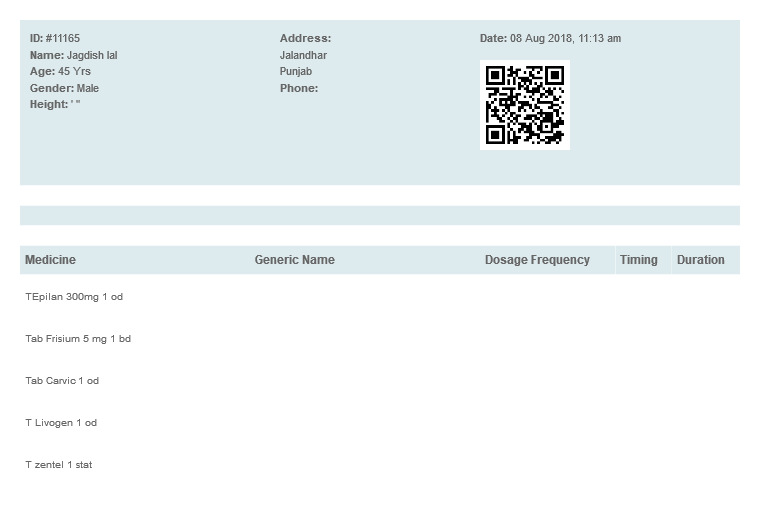 ID: #11165
Name: Jagdish lal
Age: 45 Yrs
Gender: Male
Height: ' "
Address:
Jalandhar
Punjab
Phone:
Date: 08 Aug 2018, 11:13 am
Medicine Generic Name Dosage Frequency Timing Duration
TEpilan 300mg 1 od
Tab Frisium 5 mg 1 bd
Tab Carvic 1 od
T Livogen 1 od
T zentel 1 stat